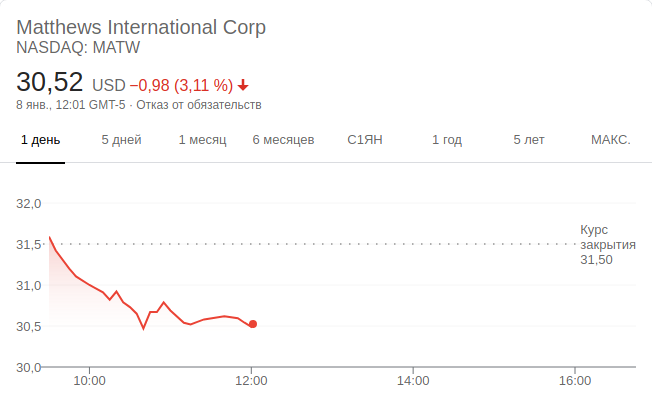 Matthews International Corp
NASDAQ: MATW
30,52 USD −0,98 (3,11 %)
8 янв., 12:01 GMT-5 · Отказ от обязательств
1 день 5 дней 1 месяц 6 месяцев С1ЯН 1 год 5 лет МАКС.
32,0
Курс
31,5 закрытия
31,50
31,0
30,5
30,0
10:00 12:00 14:00 16:00